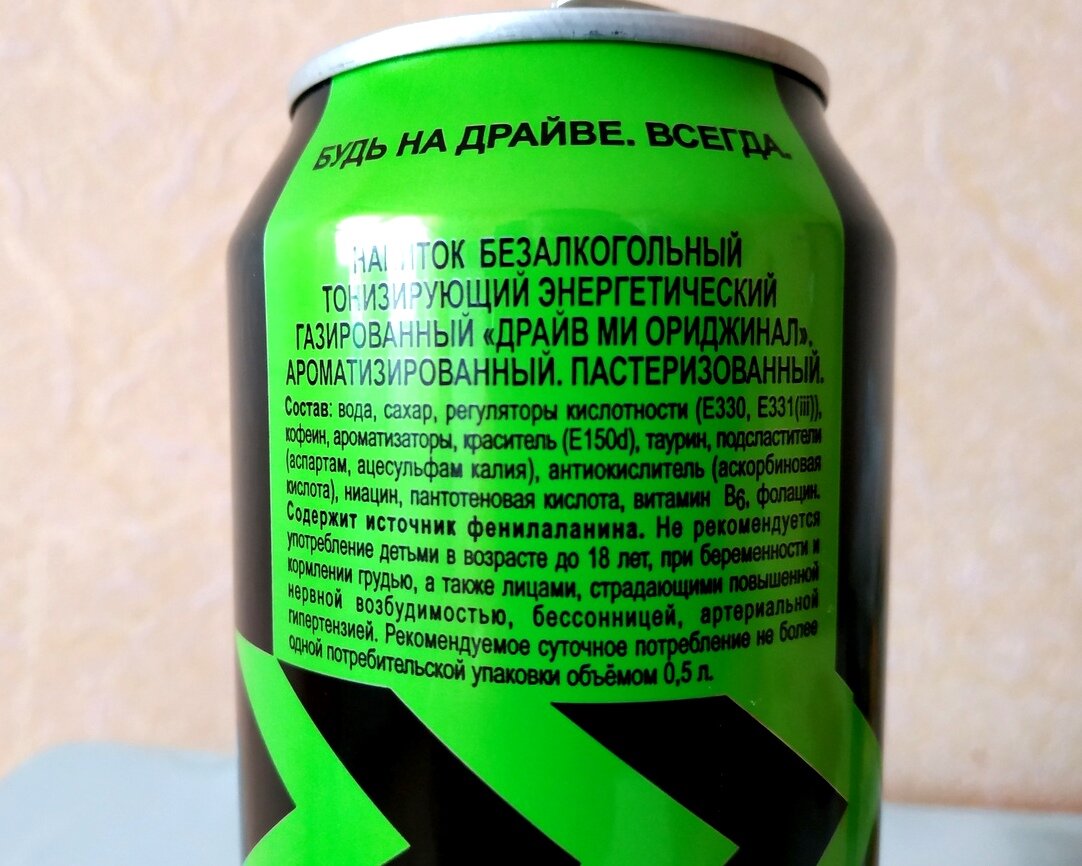 БУДЬ НА ДРАЙВЕ. ВСЕГДА.
НАПИТОК БЕЗАЛКОГОЛЬНЫЙ
ТОНИЗИРУЮЩИЙ ЭНЕРГЕТИЧЕСКИЙ
ГАЗИРОВАННЫЙ «ДРАЙВ МИ ОРИДЖИНАЛ».
АРОМАТИЗИРОВАННЫЙ. ПАСТЕРИЗОВАННЫЙ.
Состав: вода, сахар, регуляторы кислотности (Е330, Е331(iii)),
кофеин, ароматизаторы, краситель (Е150d), таурин, подсластители
(аспартам, ацесульфам калия), антиокислитель (аскорбиновая
кислота), ниацин, пантотеновая кислота, витамин В6, фолацин.
Содержит источник фенилаланина. Не рекомендуется
употребление детьми в возрасте до 18 лет, при беременности и
кормлении грудью, а также лицами, страдающими повышенной
нервной возбудимостью, бессонницей, артериальной
гипертензией. Рекомендуемое суточное потребление не более
одной потребительской упаковки объёмом 0,5 л.